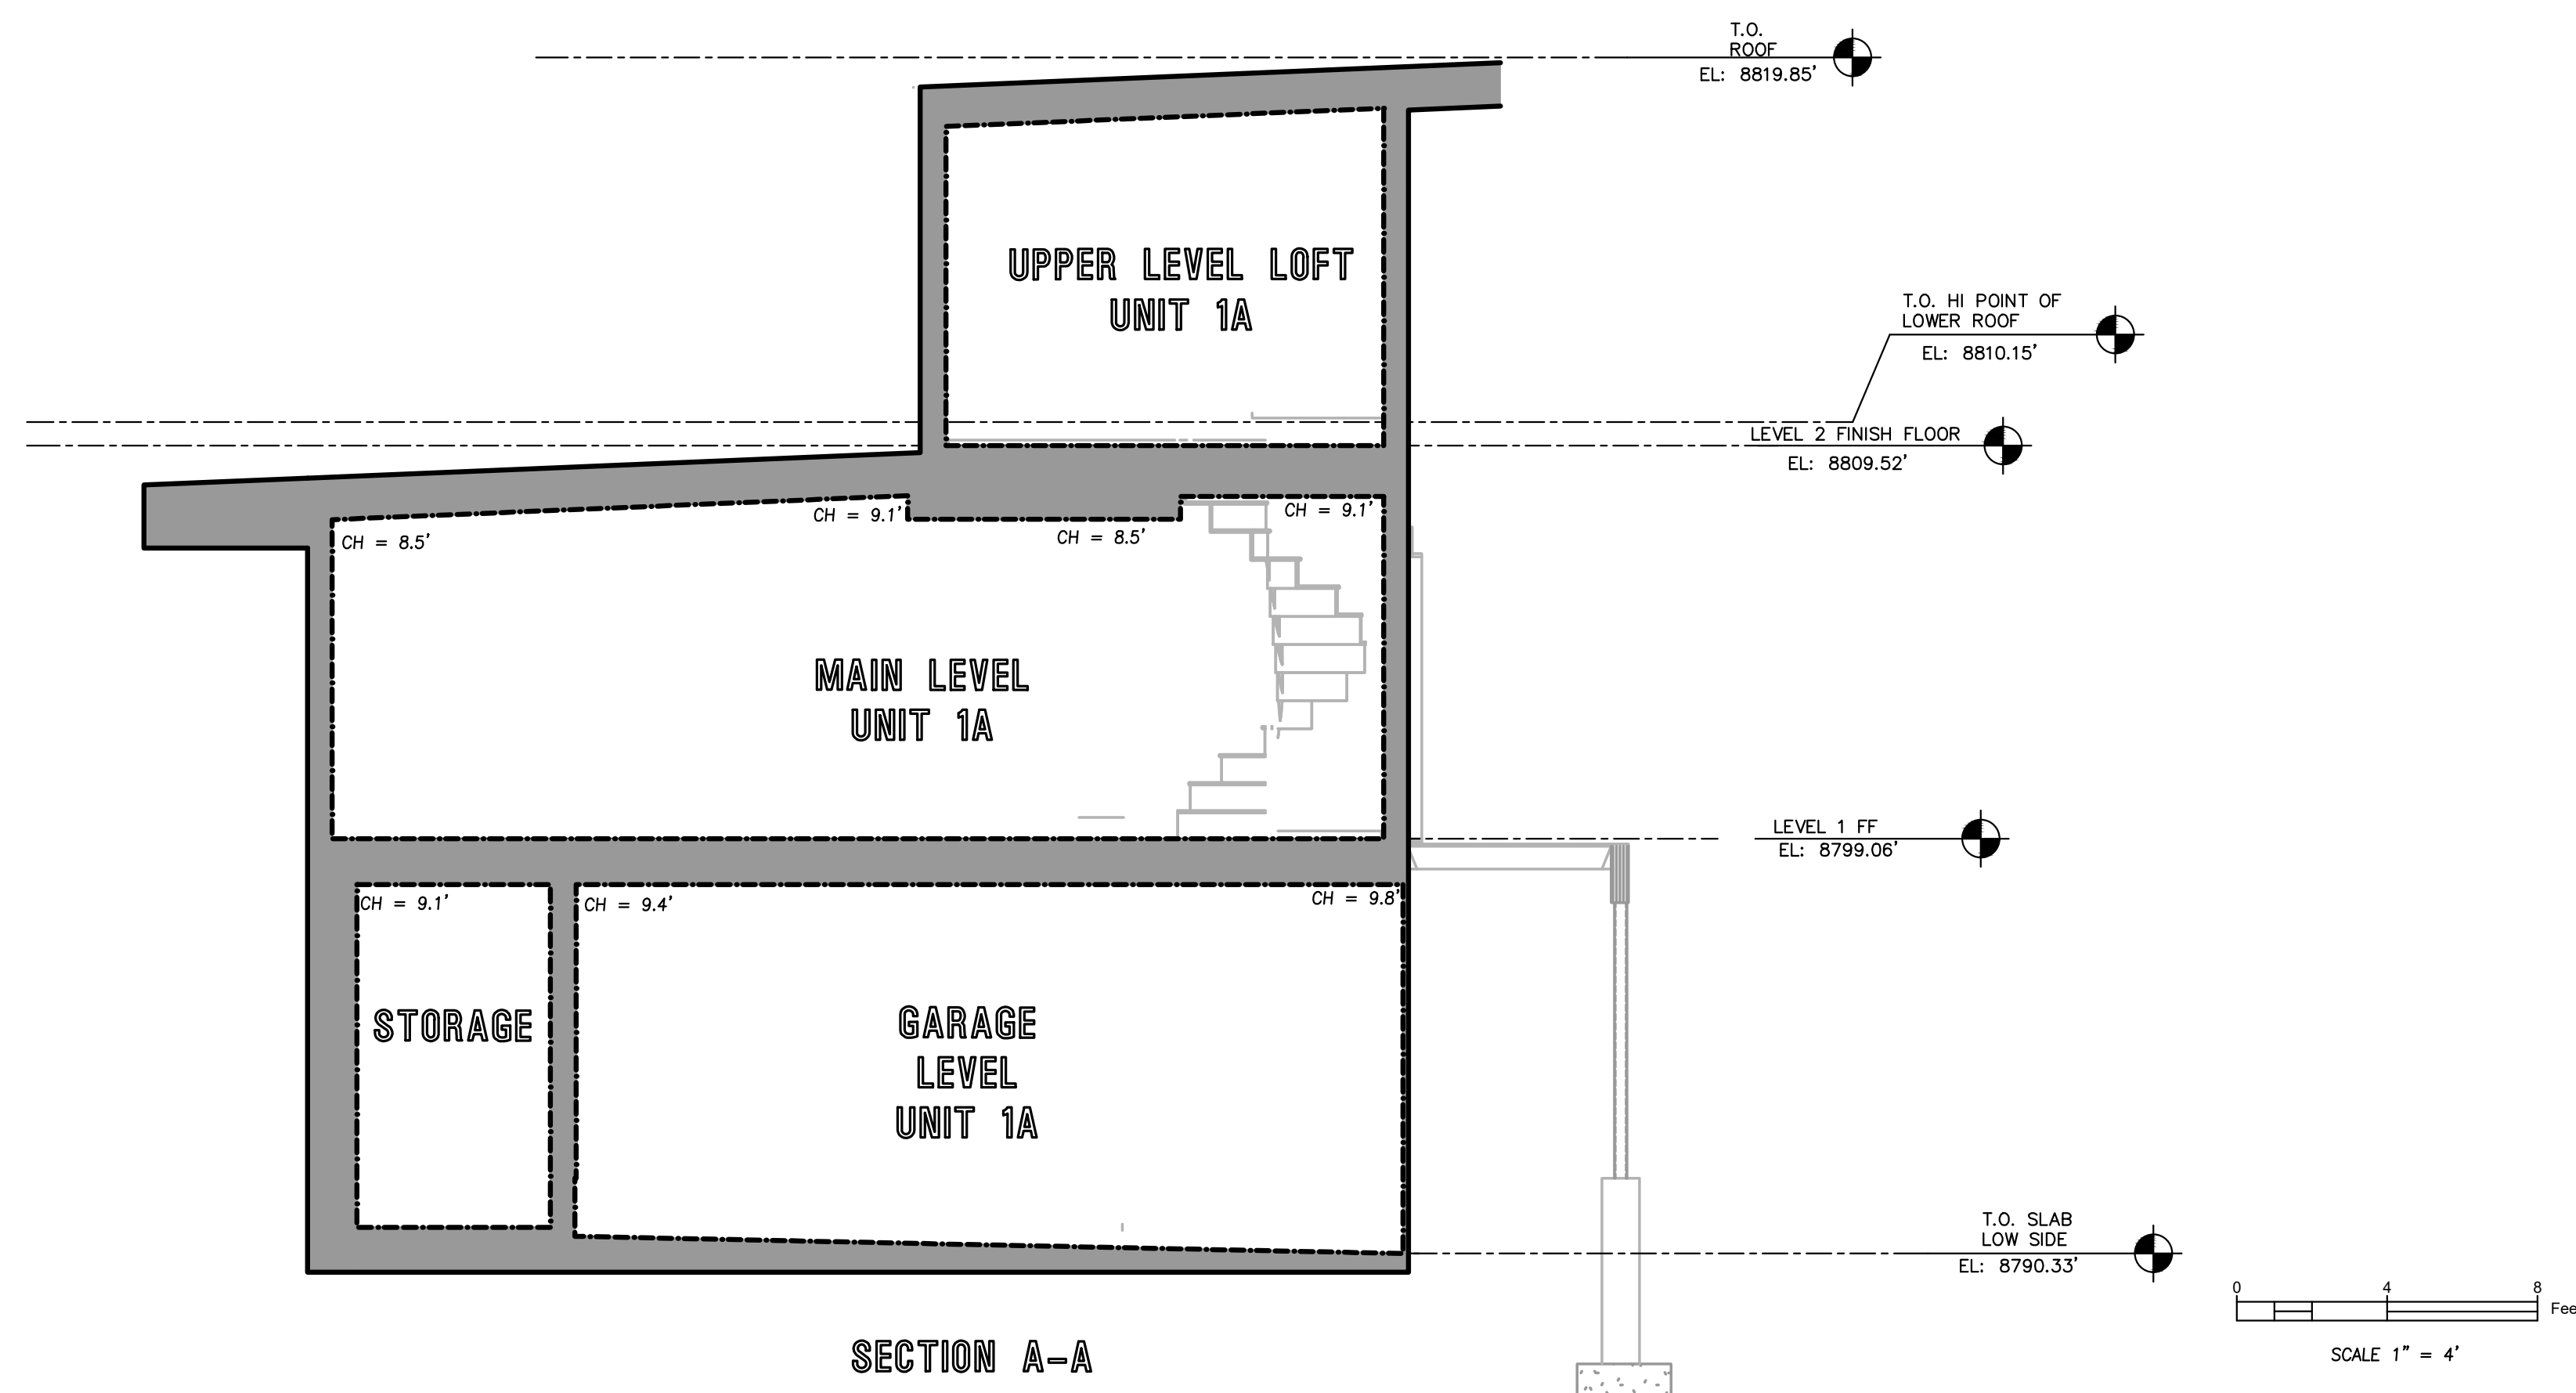 T.O.
ROOF
EL: 8819.85'
UPPER LEVEL LOFT
UNIT 1A
T.O. HI POINT OF
LOWER ROOF
EL: 8810.15'
LEVEL 2 FINISH FLOOR
EL: 8809.52'
CH = 8.5'
CH = 9.1'
CH = 8.5'
CH = 9.1'
MAIN LEVEL
UNIT 1A
LEVEL 1 FF
EL: 8799.06'
CH = 9.1'
CH = 9.4'
CH = 9.8'
STORAGE
GARAGE
LEVEL
UNIT 1A
T.O. SLAB
LOW SIDE
EL: 8790.33'
0 4 8
Fee
SCALE 1" = 4'
SECTION A-A